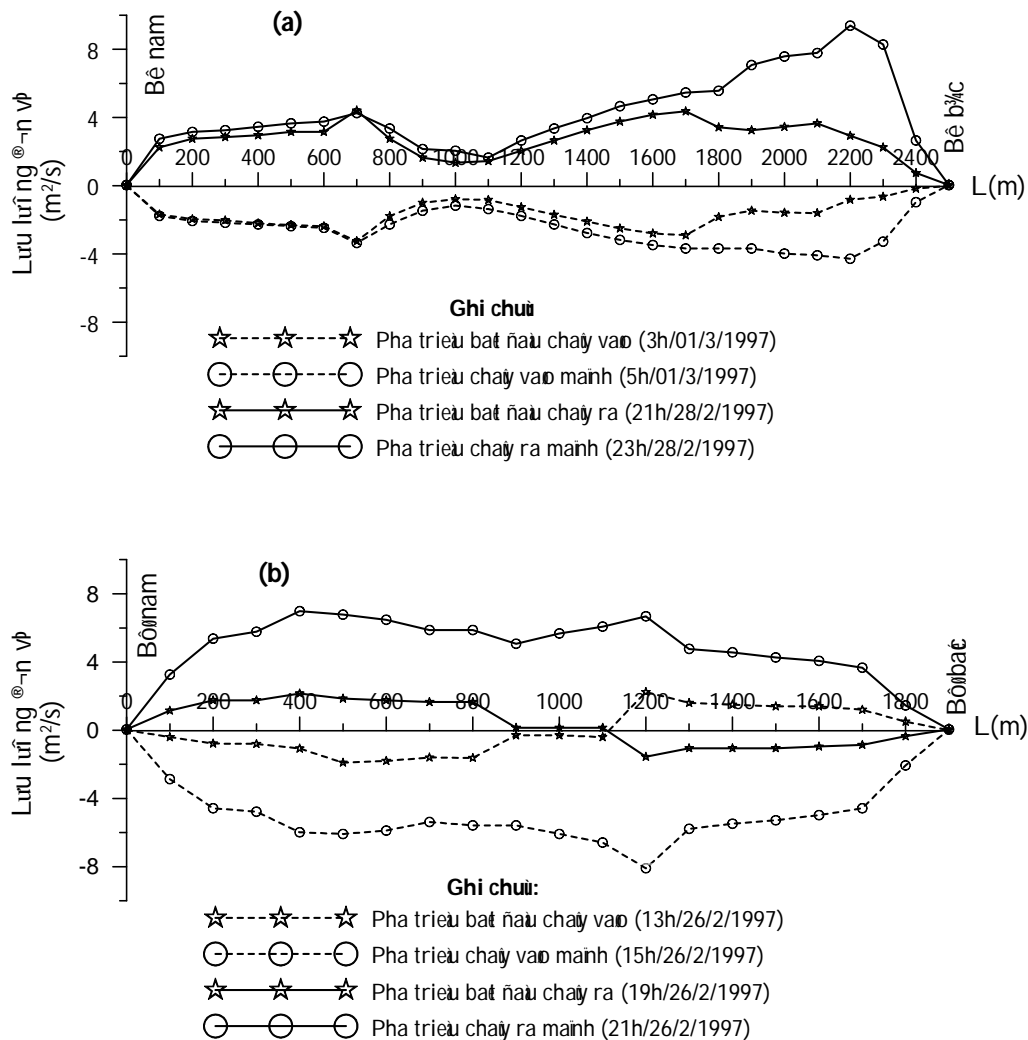 (a)
Bê nam
Bê b¾c
8
4
0
-4
-8
0 200 400 600 800 1000 1200 1400 1600 1800 2000 2200 2400
L(m)
Lưu lưîng ®¬n vÞ
(m²/s)
Ghi chuù
Pha trieàu baét ñaàu chaûy vaøo (3h/01/3/1997)
Pha trieàu chaûy vaøo maïnh (5h/01/3/1997)
Pha trieàu baét ñaàu chaûy ra (21h/28/2/1997)
Pha trieàu chaûy ra maïnh (23h/28/2/1997)
(b)
Bôø nam
Bôø baéc
8
4
0
-4
-8
0 200 400 600 800 1000 1200 1400 1600 1800
L(m)
Lưu lưîng ®¬n vÞ
(m²/s)
Ghi chuù:
Pha trieàu baét ñaàu chaûy vaøo (13h/26/2/1997)
Pha trieàu chaûy vaøo maïnh (15h/26/2/1997)
Pha trieàu baét ñaàu chaûy ra (19h/26/2/1997)
Pha trieàu chaûy ra maïnh (21h/26/2/1997)